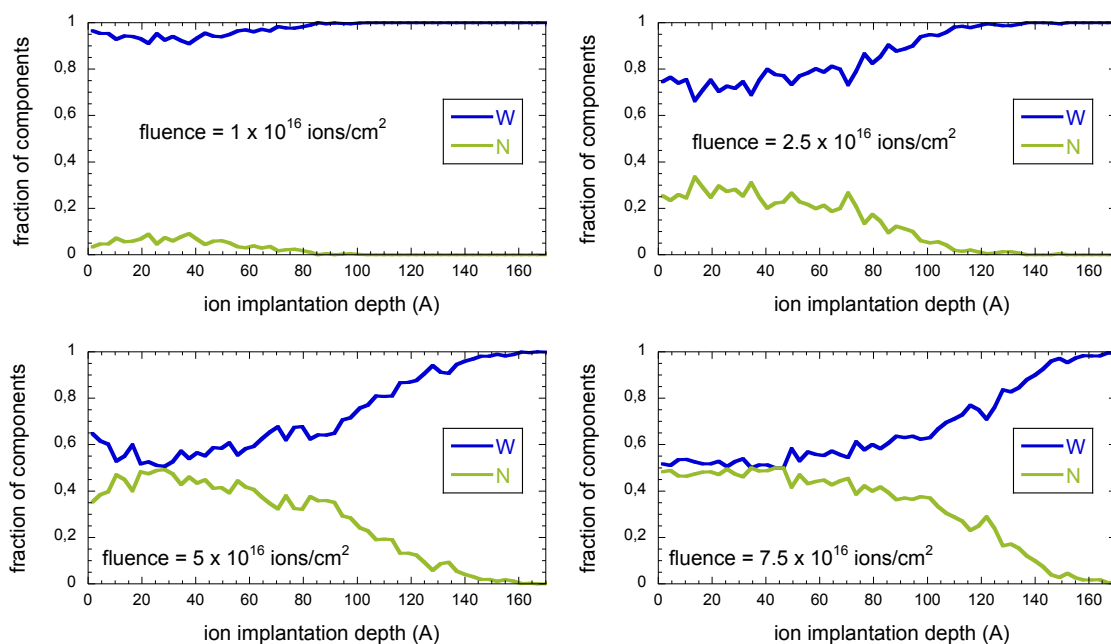 fraction of components
1
0,8
0,6
0,4
0,2
0
fluence = 1 x 10^16 ions/cm^2
W
N
0 20 40 60 80 100 120 140 160
ion implantation depth (A)
fraction of components
1
0,8
0,6
0,4
0,2
0
fluence = 2.5 x 10^16 ions/cm^2
W
N
0 20 40 60 80 100 120 140 160
ion implantation depth (A)
fraction of components
1
0,8
0,6
0,4
0,2
0
W
N
fluence = 5 x 10^16 ions/cm^2
0 20 40 60 80 100 120 140 160
ion implantation depth (A)
fraction of components
1
0,8
0,6
0,4
0,2
0
W
N
fluence = 7.5 x 10^16 ions/cm^2
0 20 40 60 80 100 120 140 160
ion implantation depth (A)